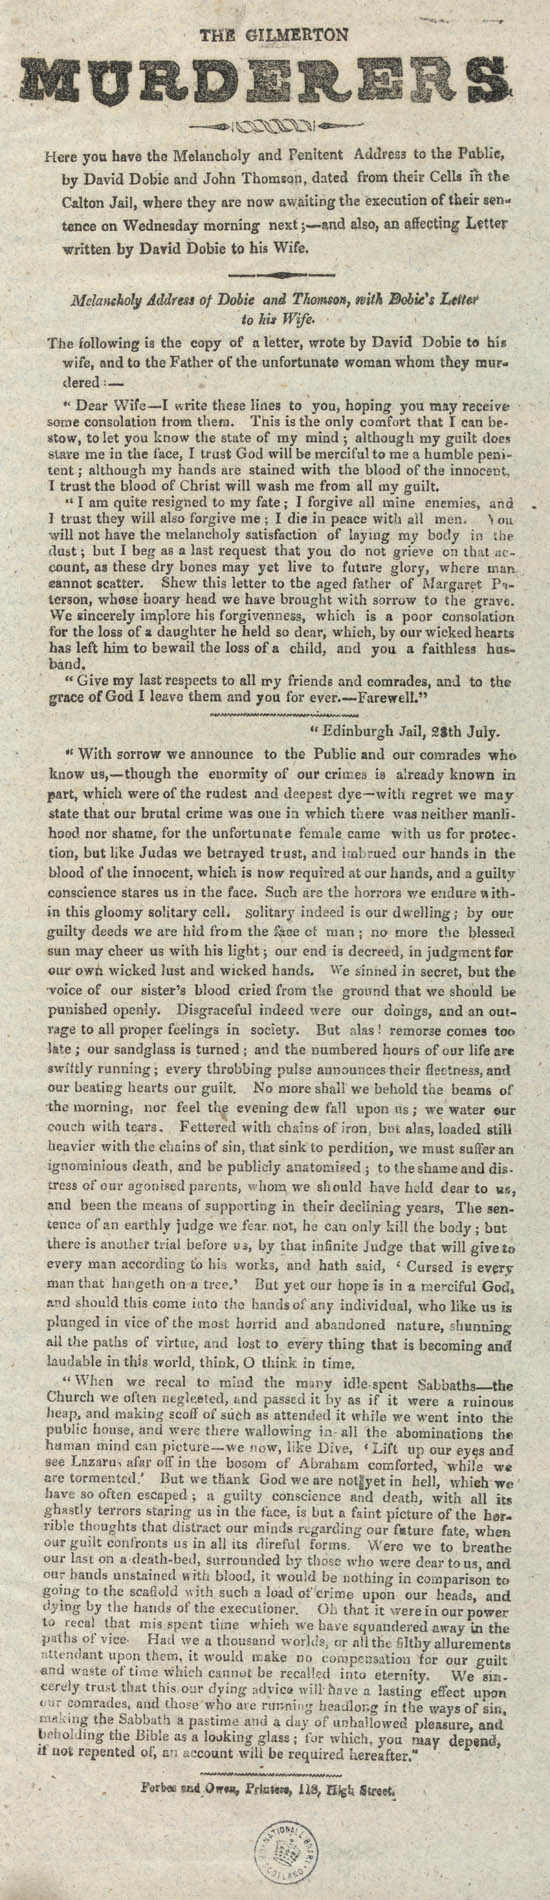 THE GILMERTON
MURDERERS
Here you have the Melancholy and Penitent Address to the Public,
by David Dobie and John Thomson, dated from their Cells in the
Calton Jail, where they are now awaiting the execution of their sen-
tence on Wednesday morning next;—and also, an affecting Letter
written by David Dobie to his Wife.
Melancholy Address of Dobie and Thomson, with Dobie's Letter
to his Wife.
The following is the copy of a letter, wrote by David Dobie to his
wife, and to the Father of the unfortunate woman whom they mur-
dered:—
" Dear Wife—I write these lines to you, hoping you may receive
some consolation from them. This is the only comfort that I can be-
stow, to let you know the state of my mind; although my guilt does
stare me in the face, I trust God will be merciful to me a humble peni-
tent; although my hands are stained with the blood of the innocent,
I trust the blood of Christ will wash me from all my guilt.
" I am quite resigned to my fate; I forgive all mine enemies, and
I trust they will also forgive me; I die in peace with all men. You
will not have the melancholy satisfaction of laying my body in the
dust; but I beg as a last request that you do not grieve on that ac-
count, as these dry bones may yet live to future glory, where man
cannot scatter. Shew this letter to the aged father of Margaret Pa-
terson, whose hoary head we have brought with sorrow to the grave.
We sincerely implore his forgivenness, which is a poor consolation
for the loss of a daughter he held so dear, which, by our wicked hearts
has left him to bewail the loss of a child, and you a faithless hus-
band.
" Give my last respects to all my friends and comrades, and to the
grace of God I leave them and you for ever.—Farewell."
" Edinburgh Jail, 28th July.
" With sorrow we announce to the Public and our comrades who
know us,—though the enormity of our crimes is already known in
part, which were of the rudest and deepest dye—with regret we may
state that our brutal crime was one in which there was neither manli-
hood nor shame, for the unfortunate female came with us for protec-
tion, but like Judas we betrayed trust, and imbrued our hands in the
blood of the innocent, which is now required at our hands, and a guilty
conscience stares us in the face. Such are the horrors we endure with-
in this gloomy solitary cell. solitary indeed is our dwelling; by our
guilty deeds we are hid from the face of man; no more the blessed
sun may cheer us with his light; our end is decreed, in judgment for
our own wicked lust and wicked hands. We sinned in secret, but the
voice of our sister's blood cried from the ground that we should be
punished openly. Disgraceful indeed were our doings, and an out-
rage to all proper feelings in society. But alas! remorse comes too
late; our sandglass is turned; and the numbered hours of our life are
swiftly running; every throbbing pulse announces their fleetness, and
our beating hearts our guilt. No more shall we behold the beams of
the morning, nor feel the evening dew fall upon us; we water our
couch with tears. Fettered with chains of iron, but alas, loaded still
heavier with the chains of sin, that sink to perdition, we must suffer an
ignominious death, and be publicly anatomised; to the shame and dis-
tress of our agonised parents, whom we should have held dear to us,
and been the means of supporting in their declining years, The sen-
tence of an earthly judge we fear not, he can only kill the body; but
there is another trial before us, by that infinite Judge that will give to
every man according to his works, and hath said, ' Cursed is every
man that hangeth on a tree.' But yet our hope is in a merciful God,
and should this come into the hands of any individual, who like us is
plunged in vice of the most horrid and abandoned nature, shunning
all the paths of virtue, and lost to every thing that is becoming and
laudable in this world, think, O think in time.
" When we recal to mind the many idle-spent Sabbaths—the
Church we often neglected, and passed it by as if it were a ruinous
heap, and making scoff of such as attended it while we went into the
public house, and were there wallowing in all the abominations the
human mind can picture—we now, like Dive, ' Lift up our eyes and
see Lazarus afar off in the bosom of Abraham comforted, while we
are tormented.' But we thank God we are not yet in hell, which we
have so often escaped; a guilty conscience and death, with all its
ghastly terrors staring us in the face, is but a faint picture of the hor-
rible thoughts that distract our minds regarding our future fate, when
our guilt confronts us in all its direful forms. Were we to breathe
our last on a death-bed, surrounded by those who were dear to us, and
our hands unstained with blood, it would be nothing in comparison to
going to the scaffold with such a load of crime upon our heads, and
dying by the hands of the executioner. Oh that it were in our power
to recal that mis spent time which we have squandered away in the
paths of vice. Had we a thousand worlds, or all the filthy allurements
attendant upon them, it would make no compensation for our guilt
and waste of time which cannot be recalled into eternity. We sin-
cerely trust that this our dying advice will have a lasting effect upon
our comrades, and those who are running headlong in the ways of sin,
making the Sabbath a pastime and a day of unhallowed pleasure, and
beholding the Bible as a looking glass; for which, you may depend,
if not repented of, an account will be required hereafter."
Forbes and Owen, Printers, 113, High Street.
NATIONAL LIBRARY
OF SCOTLAND